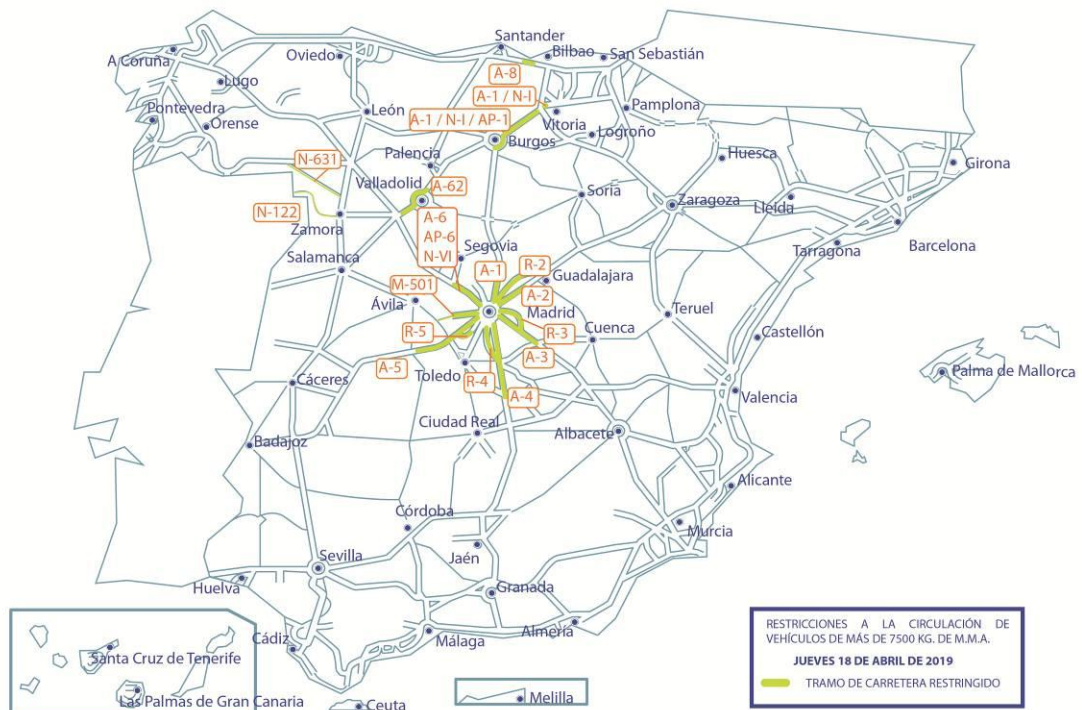 Santander
A Coruña
Oviedo
Bilbao
San Sebastián
A-8
Lugo
A-1 / N-I
León
Pamplona
Pontevedra
A-1 / N-I / AP-1
Vitoria
Orense
Burgos
Logroño
Palencia
Huesca
Girona
N-631
Valladolid
A-62
Soria
Zaragoza
Lleida
N-122
Zamora
A-6
AP-6
N-VI
Segovia
Tarragona
Barcelona
Salamanca
A-1
R-2
Guadalajara
M-501
A-2
Ávila
Madrid
Teruel
R-5
R-3
Cuenca
Castellón
A-5
Toledo
A-3
Palma de Mallorca
Cáceres
R-4
A-4
Valencia
Ciudad Real
Albacete
Badajoz
Alicante
Córdoba
Murcia
Jaén
Sevilla
Huelva
Granada
Almería
Cádiz
Málaga
Santa Cruz de Tenerife
Las Palmas de Gran Canaria
Ceuta
Melilla
RESTRICCIONES A LA CIRCULACIÓN DE
VEHÍCULOS DE MÁS DE 7500 KG. DE M.M.A.
JUEVES 18 DE ABRIL DE 2019
TRAMO DE CARRETERA RESTRINGIDO